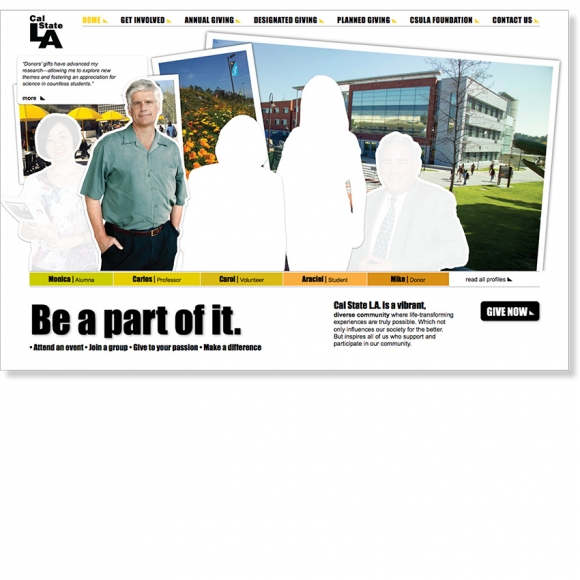 Cal
State
LA
HOME GET INVOLVED ANNUAL GIVING DESIGNATED GIVING PLANNED GIVING CSULA FOUNDATION CONTACT US
"Donors' gifts have advanced my
research—allowing me to explore new
themes and fostering an appreciation for
science in countless students."
more
Monica | Alumna Carlos | Professor Carol | Volunteer Araciel | Student Mike | Donor read all profiles
Be a part of it.
• Attend an event • Join a group • Give to your passion • Make a difference
Cal State L.A. is a vibrant,
diverse community where life-transforming
experiences are truly possible. Which not
only influences our society for the better.
But inspires all of us who support and
participate in our community.
GIVE NOW